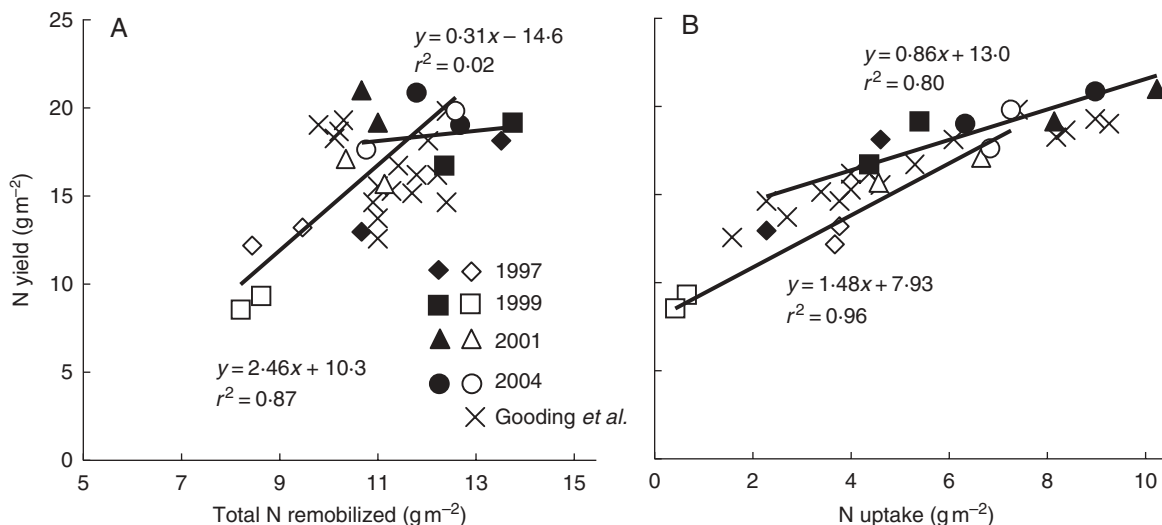 A
B
25
20
15
10
5
0
N yield (g m⁻²)
y = 0·31x – 14·6
r² = 0·02
y = 2·46x + 10·3
r² = 0·87
1997
1999
2001
2004
Gooding et al.
5
7
9
11
13
15
Total N remobilized (g m⁻²)
y = 0·86x + 13·0
r² = 0·80
y = 1·48x + 7·93
r² = 0·96
0
2
4
6
8
10
N uptake (g m⁻²)